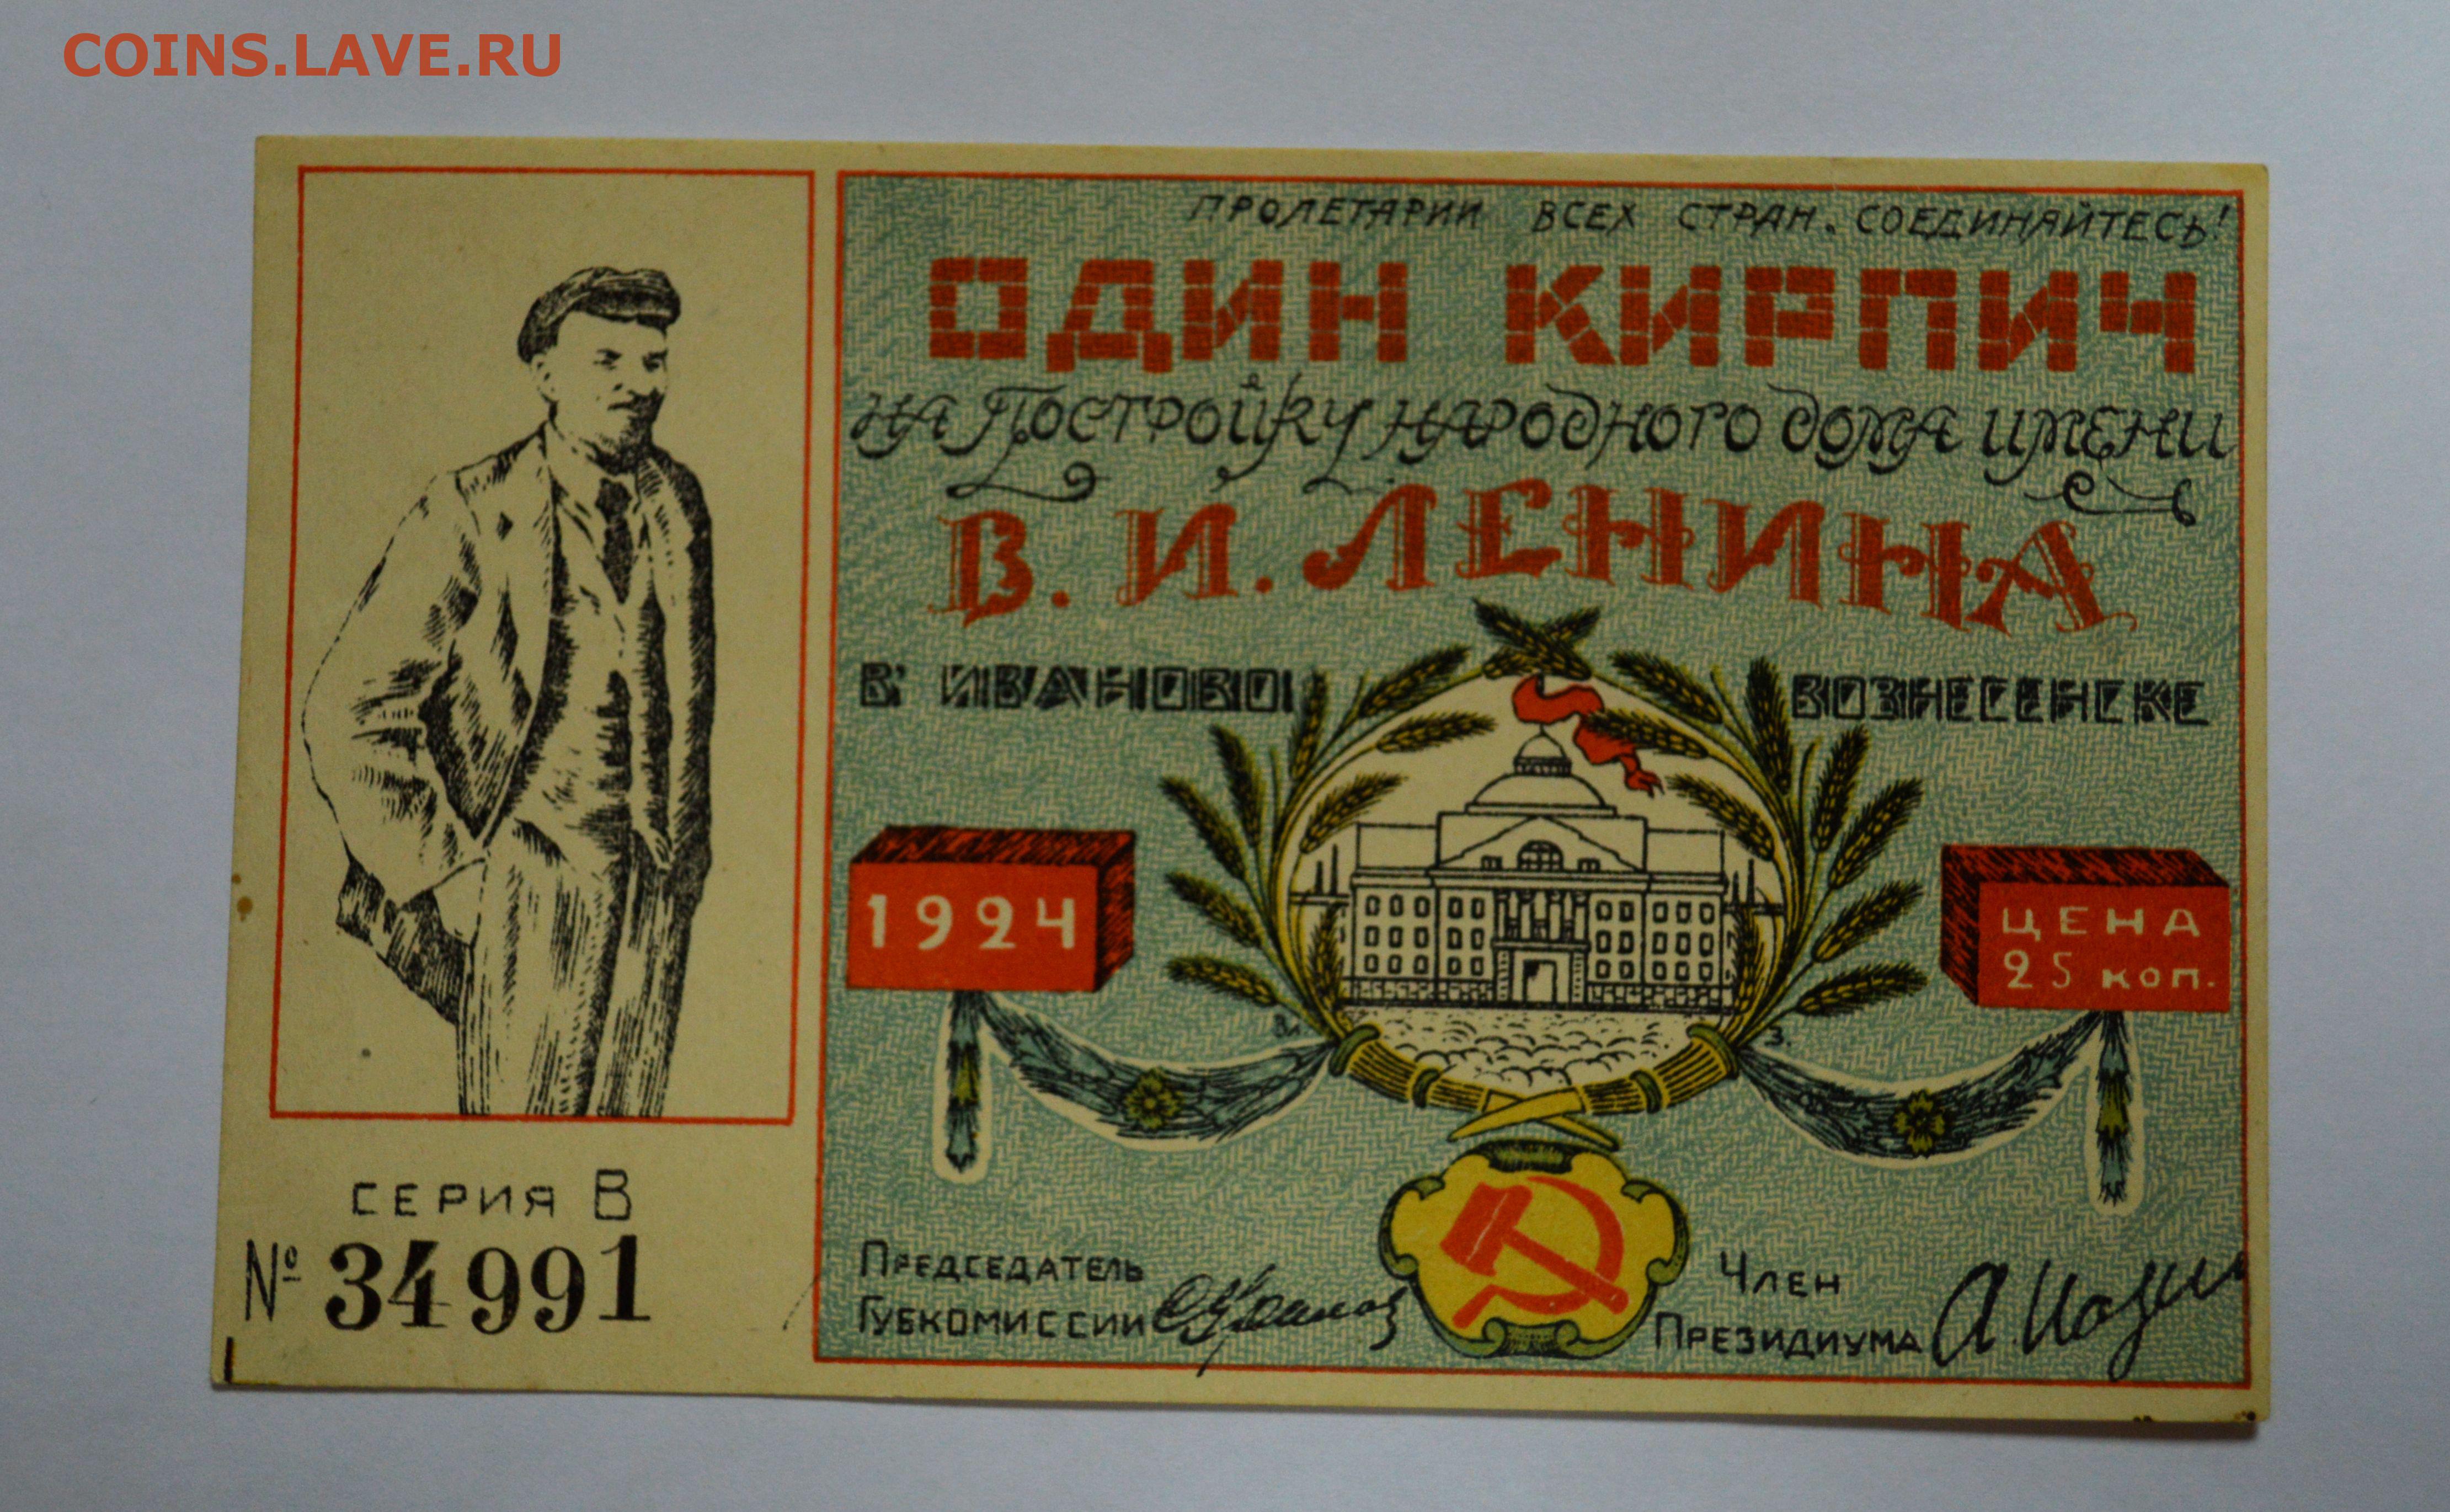 COINS.LAVE.RU
ПРОЛЕТАРИИ ВСЕХ СТРАН, СОЕДИНЯЙТЕСЬ!
ОДИН КИРПИЧ
НА ПОСТРОЙКУ НАРОДНОГО ДОМА ИМЕНИ
В. И. ЛЕНИНА
В ИВАНОВО ВОЗНЕСЕНСКЕ
1924
ЦЕНА
25 коп.
СЕРИЯ В
№ 34991
ПРЕДСЕДАТЕЛЬ
ГУБКОМИССИИ
ЧЛЕН
ПРЕЗИДИУМА